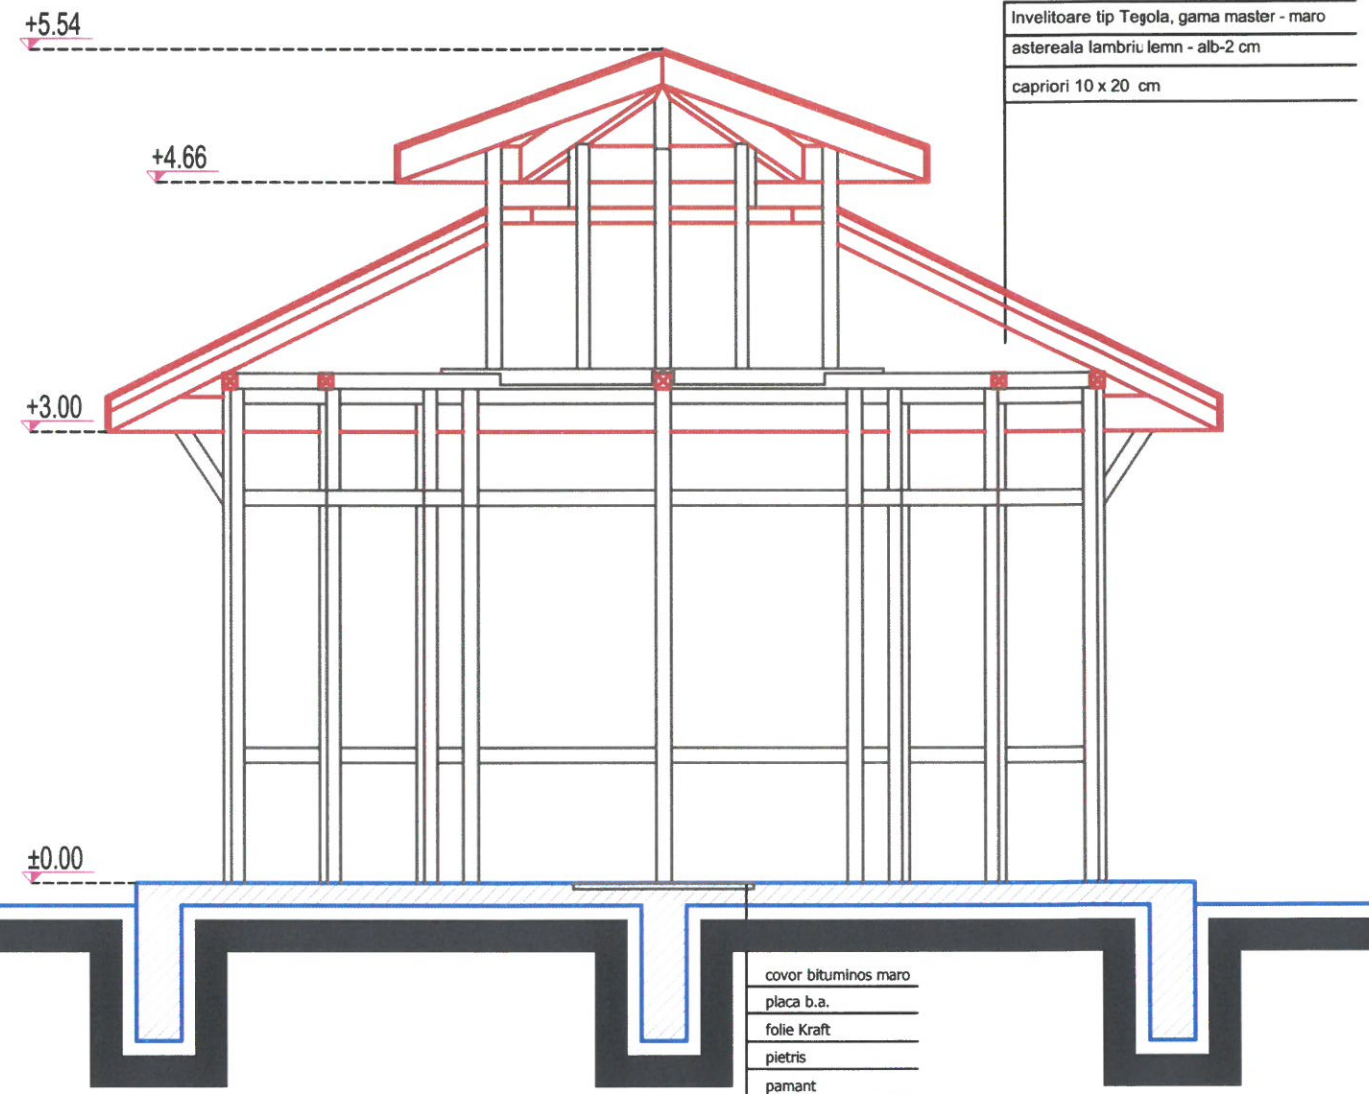 +5.54
Invelitoare tip Tegola, gama master - maro
astereala lambriu lemn - alb-2 cm
capriori 10 x 20 cm
+4.66
+3.00
±0.00
covor bituminos maro
placa b.a.
folie Kraft
pietris
pamant